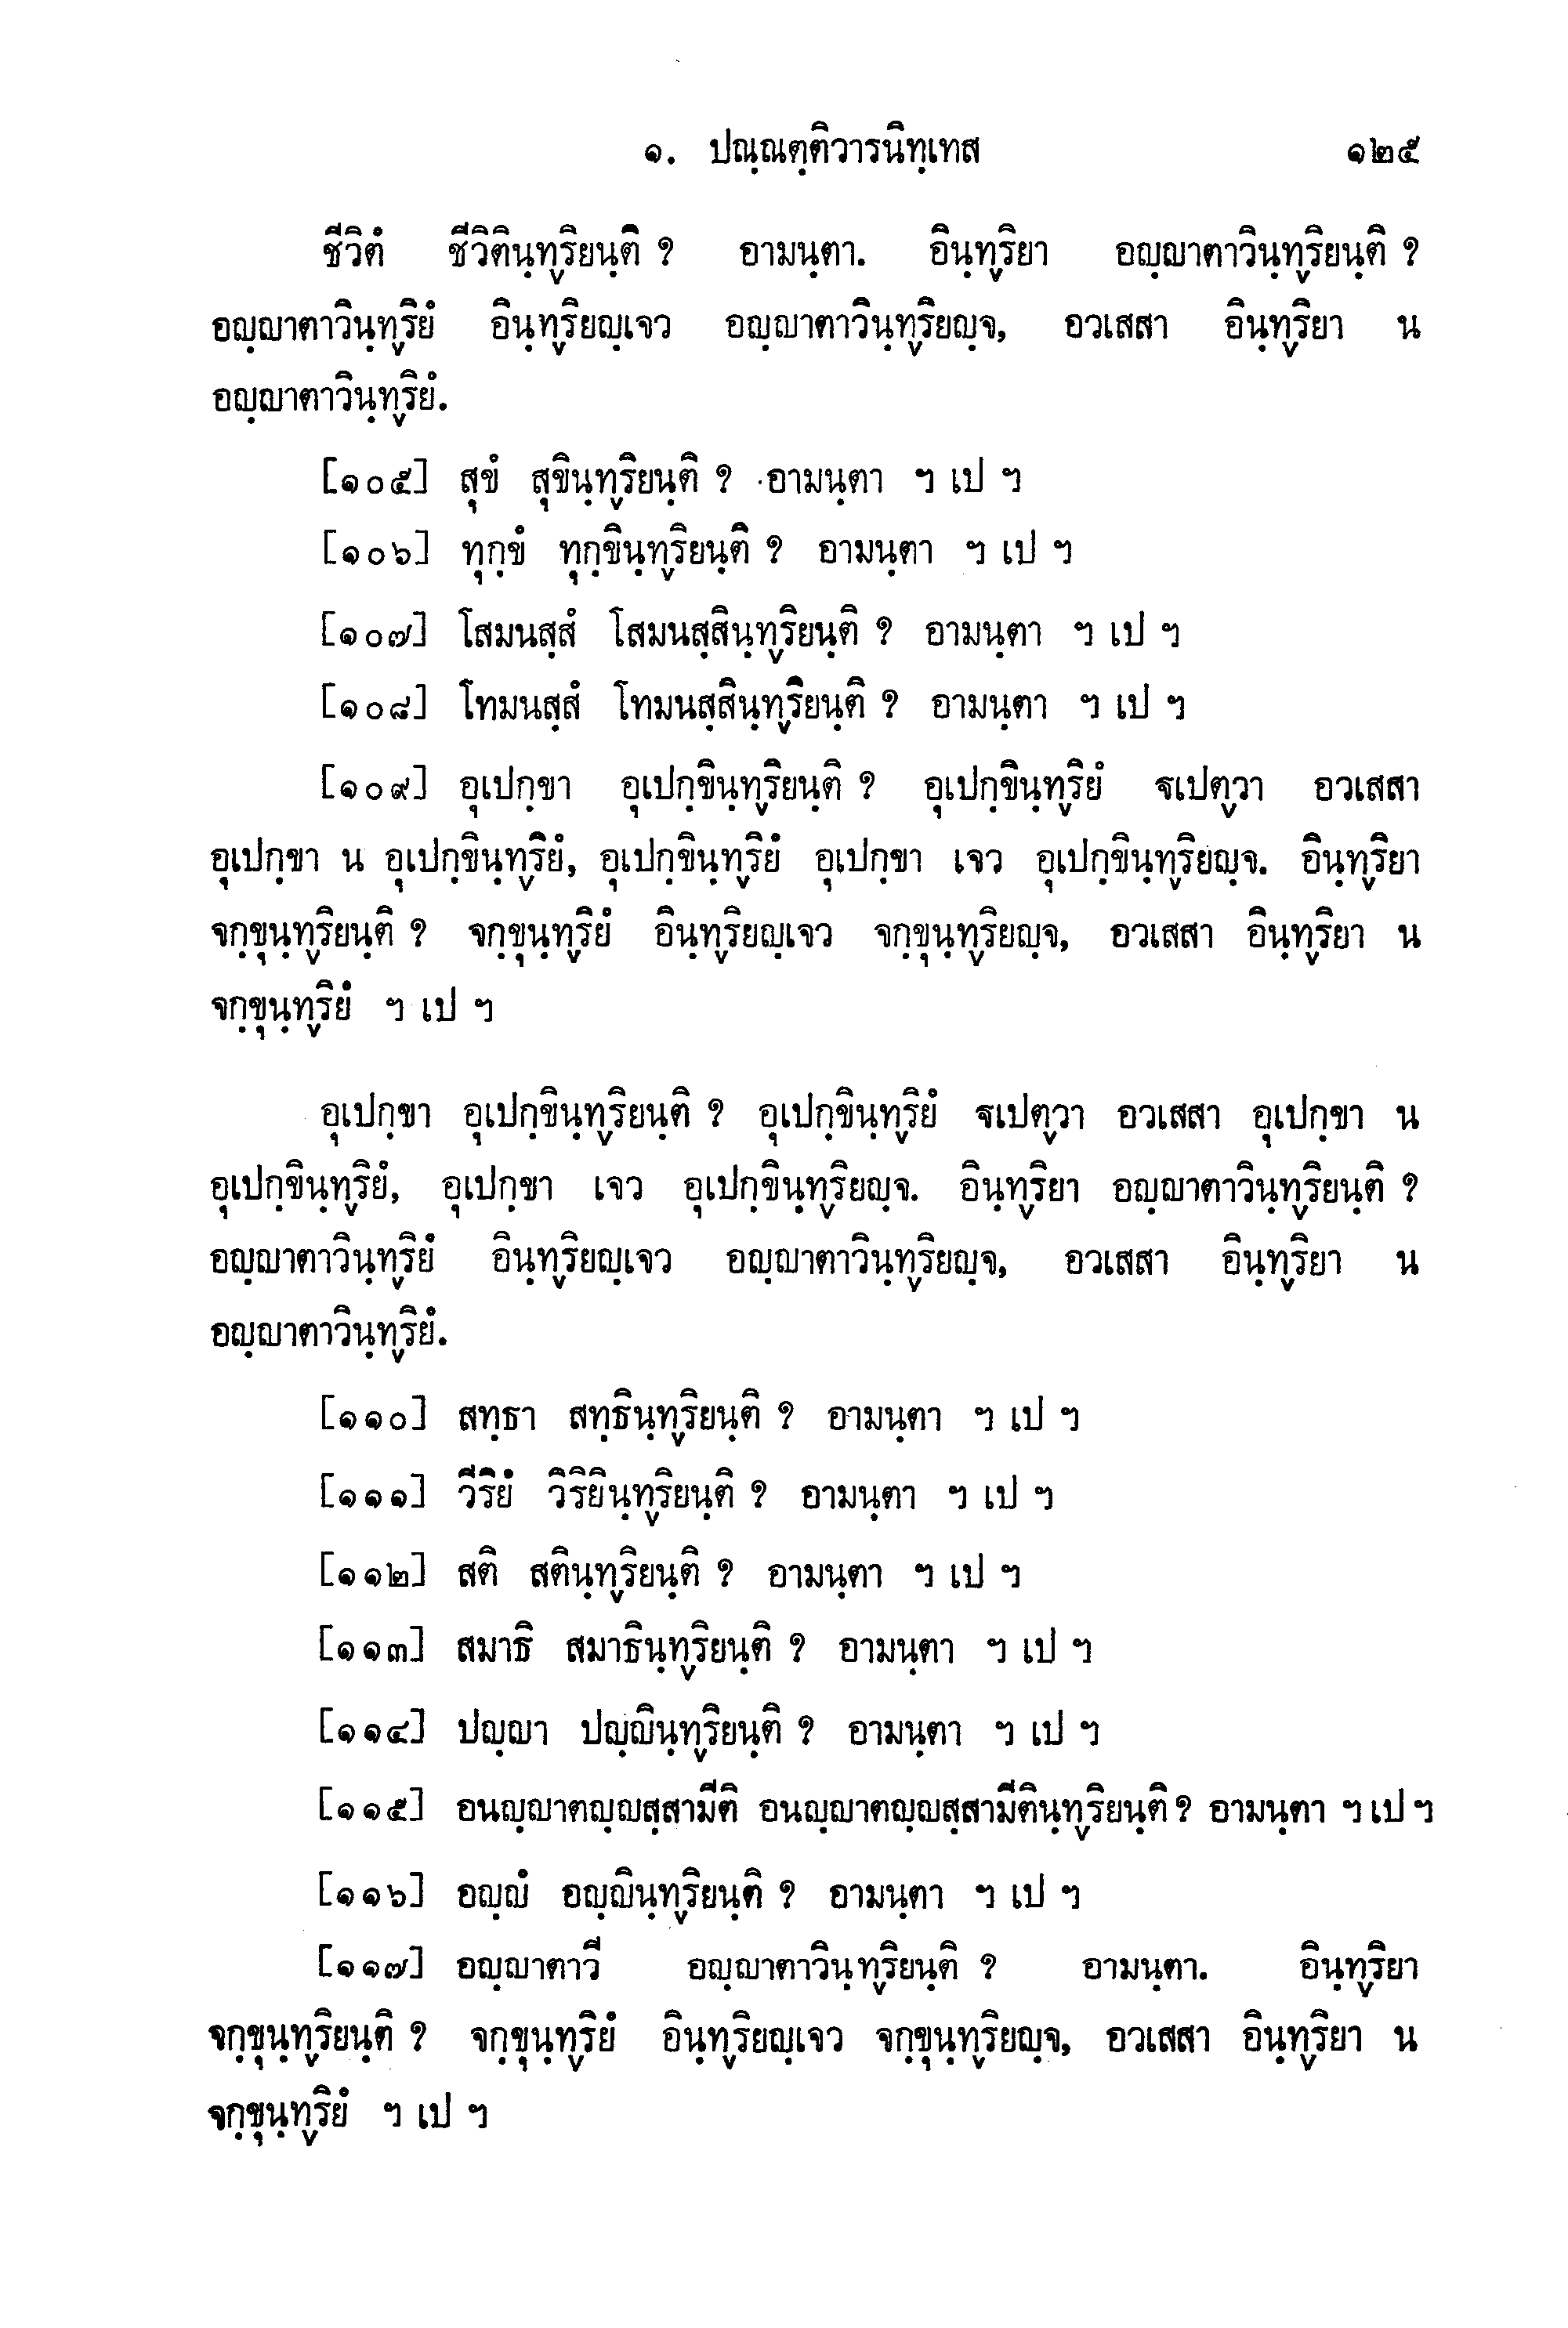 ๑. ปณฺณตฺติวารนิทฺเทส ๑๒๕
ชีวิตํ ชีวิตินฺทฺริยนฺติ ? อามนฺตา. อินฺทฺริยา อญฺญาตาวินฺทฺริยนฺติ ?
อญฺญาตาวินฺทฺริยํ อินฺทฺริยญฺเจว อญฺญาตาวินฺทฺริยญฺจ, อวเสสา อินฺทฺริยา น
อญฺญาตาวินฺทฺริยํ.
[๑๐๕] สุขํ สุขินฺทฺริยนฺติ ? อามนฺตา ฯ เป ฯ
[๑๐๖] ทุกฺขํ ทุกฺขินฺทฺริยนฺติ ? อามนฺตา ฯ เป ฯ
[๑๐๗] โสมนสฺสํ โสมนสฺสินฺทฺริยนฺติ ? อามนฺตา ฯ เป ฯ
[๑๐๘] โทมนสฺสํ โทมนสฺสินฺทฺริยนฺติ ? อามนฺตา ฯ เป ฯ
[๑๐๙] อุเปกฺขา อุเปกฺขินฺทฺริยนฺติ ? อุเปกฺขินฺทฺริยํ ฐเปตฺวา อวเสสา
อุเปกฺขา น อุเปกฺขินฺทฺริยํ, อุเปกฺขินฺทฺริยํ อุเปกฺขา เจว อุเปกฺขินฺทฺริยญฺจ. อินฺทฺริยา
จกฺขุนฺทฺริยนฺติ ? จกฺขุนฺทฺริยํ อินฺทฺริยญฺเจว จกฺขุนฺทฺริยญฺจ, อวเสสา อินฺทฺริยา น
จกฺขุนฺทฺริยํ ฯ เป ฯ
อุเปกฺขา อุเปกฺขินฺทฺริยนฺติ ? อุเปกฺขินฺทฺริยํ ฐเปตฺวา อวเสสา อุเปกฺขา น
อุเปกฺขินฺทฺริยํ, อุเปกฺขา เจว อุเปกฺขินฺทฺริยญฺจ. อินฺทฺริยา อญฺญาตาวินฺทฺริยนฺติ ?
อญฺญาตาวินฺทฺริยํ อินฺทฺริยญฺเจว อญฺญาตาวินฺทฺริยญฺจ, อวเสสา อินฺทฺริยา น
อญฺญาตาวินฺทฺริยํ.
[๑๑๐] สทฺธา สทฺธินฺทฺริยนฺติ ? อามนฺตา ฯ เป ฯ
[๑๑๑] วีริยํ วิริยินฺทฺริยนฺติ ? อามนฺตา ฯ เป ฯ
[๑๑๒] สติ สตินฺทฺริยนฺติ ? อามนฺตา ฯ เป ฯ
[๑๑๓] สมาธิ สมาธินฺทฺริยนฺติ ? อามนฺตา ฯ เป ฯ
[๑๑๔] ปญฺญา ปญฺญินฺทฺริยนฺติ ? อามนฺตา ฯ เป ฯ
[๑๑๕] อนญฺญาตญฺญสฺสามีติ อนญฺญาตญฺญสฺสามีตินฺทฺริยนฺติ ? อามนฺตา ฯ เป ฯ
[๑๑๖] อญฺญํ อญฺญินฺทฺริยนฺติ ? อามนฺตา ฯ เป ฯ
[๑๑๗] อญฺญาตาวี อญฺญาตาวินฺทฺริยนฺติ ? อามนฺตา. อินฺทฺริยา
จกฺขุนฺทฺริยนฺติ ? จกฺขุนฺทฺริยํ อินฺทฺริยญฺเจว จกฺขุนฺทฺริยญฺจ, อวเสสา อินฺทฺริยา น
จกฺขุนฺทฺริยํ ฯ เป ฯ